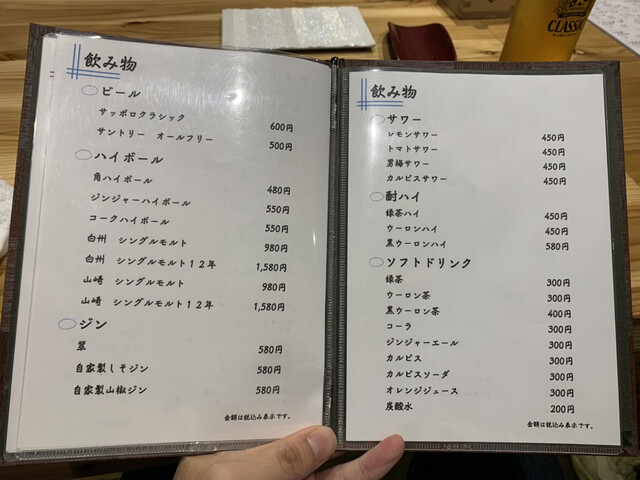 CLASSIC
飲み物
ビール
サッポロクラシック 600円
サントリー オールフリー 500円
ハイボール
角ハイボール 480円
ジンジャーハイボール 550円
コークハイボール 550円
白州 シングルモルト 980円
白州 シングルモルト12年 1,580円
山崎 シングルモルト 980円
山崎 シングルモルト12年 1,580円
ジン
翠 580円
自家製しそジン 580円
自家製山椒ジン 580円
金額は税込み表示です。
飲み物
サワー
レモンサワー 450円
トマトサワー 450円
男梅サワー 450円
カルピスサワー 450円
酎ハイ
緑茶ハイ 450円
ウーロンハイ 450円
黒ウーロンハイ 580円
ソフトドリンク
緑茶 300円
ウーロン茶 300円
黒ウーロン茶 400円
コーラ 300円
ジンジャーエール 300円
カルピス 300円
カルピスソーダ 300円
オレンジジュース 300円
炭酸水 200円
金額は税込み表示です。